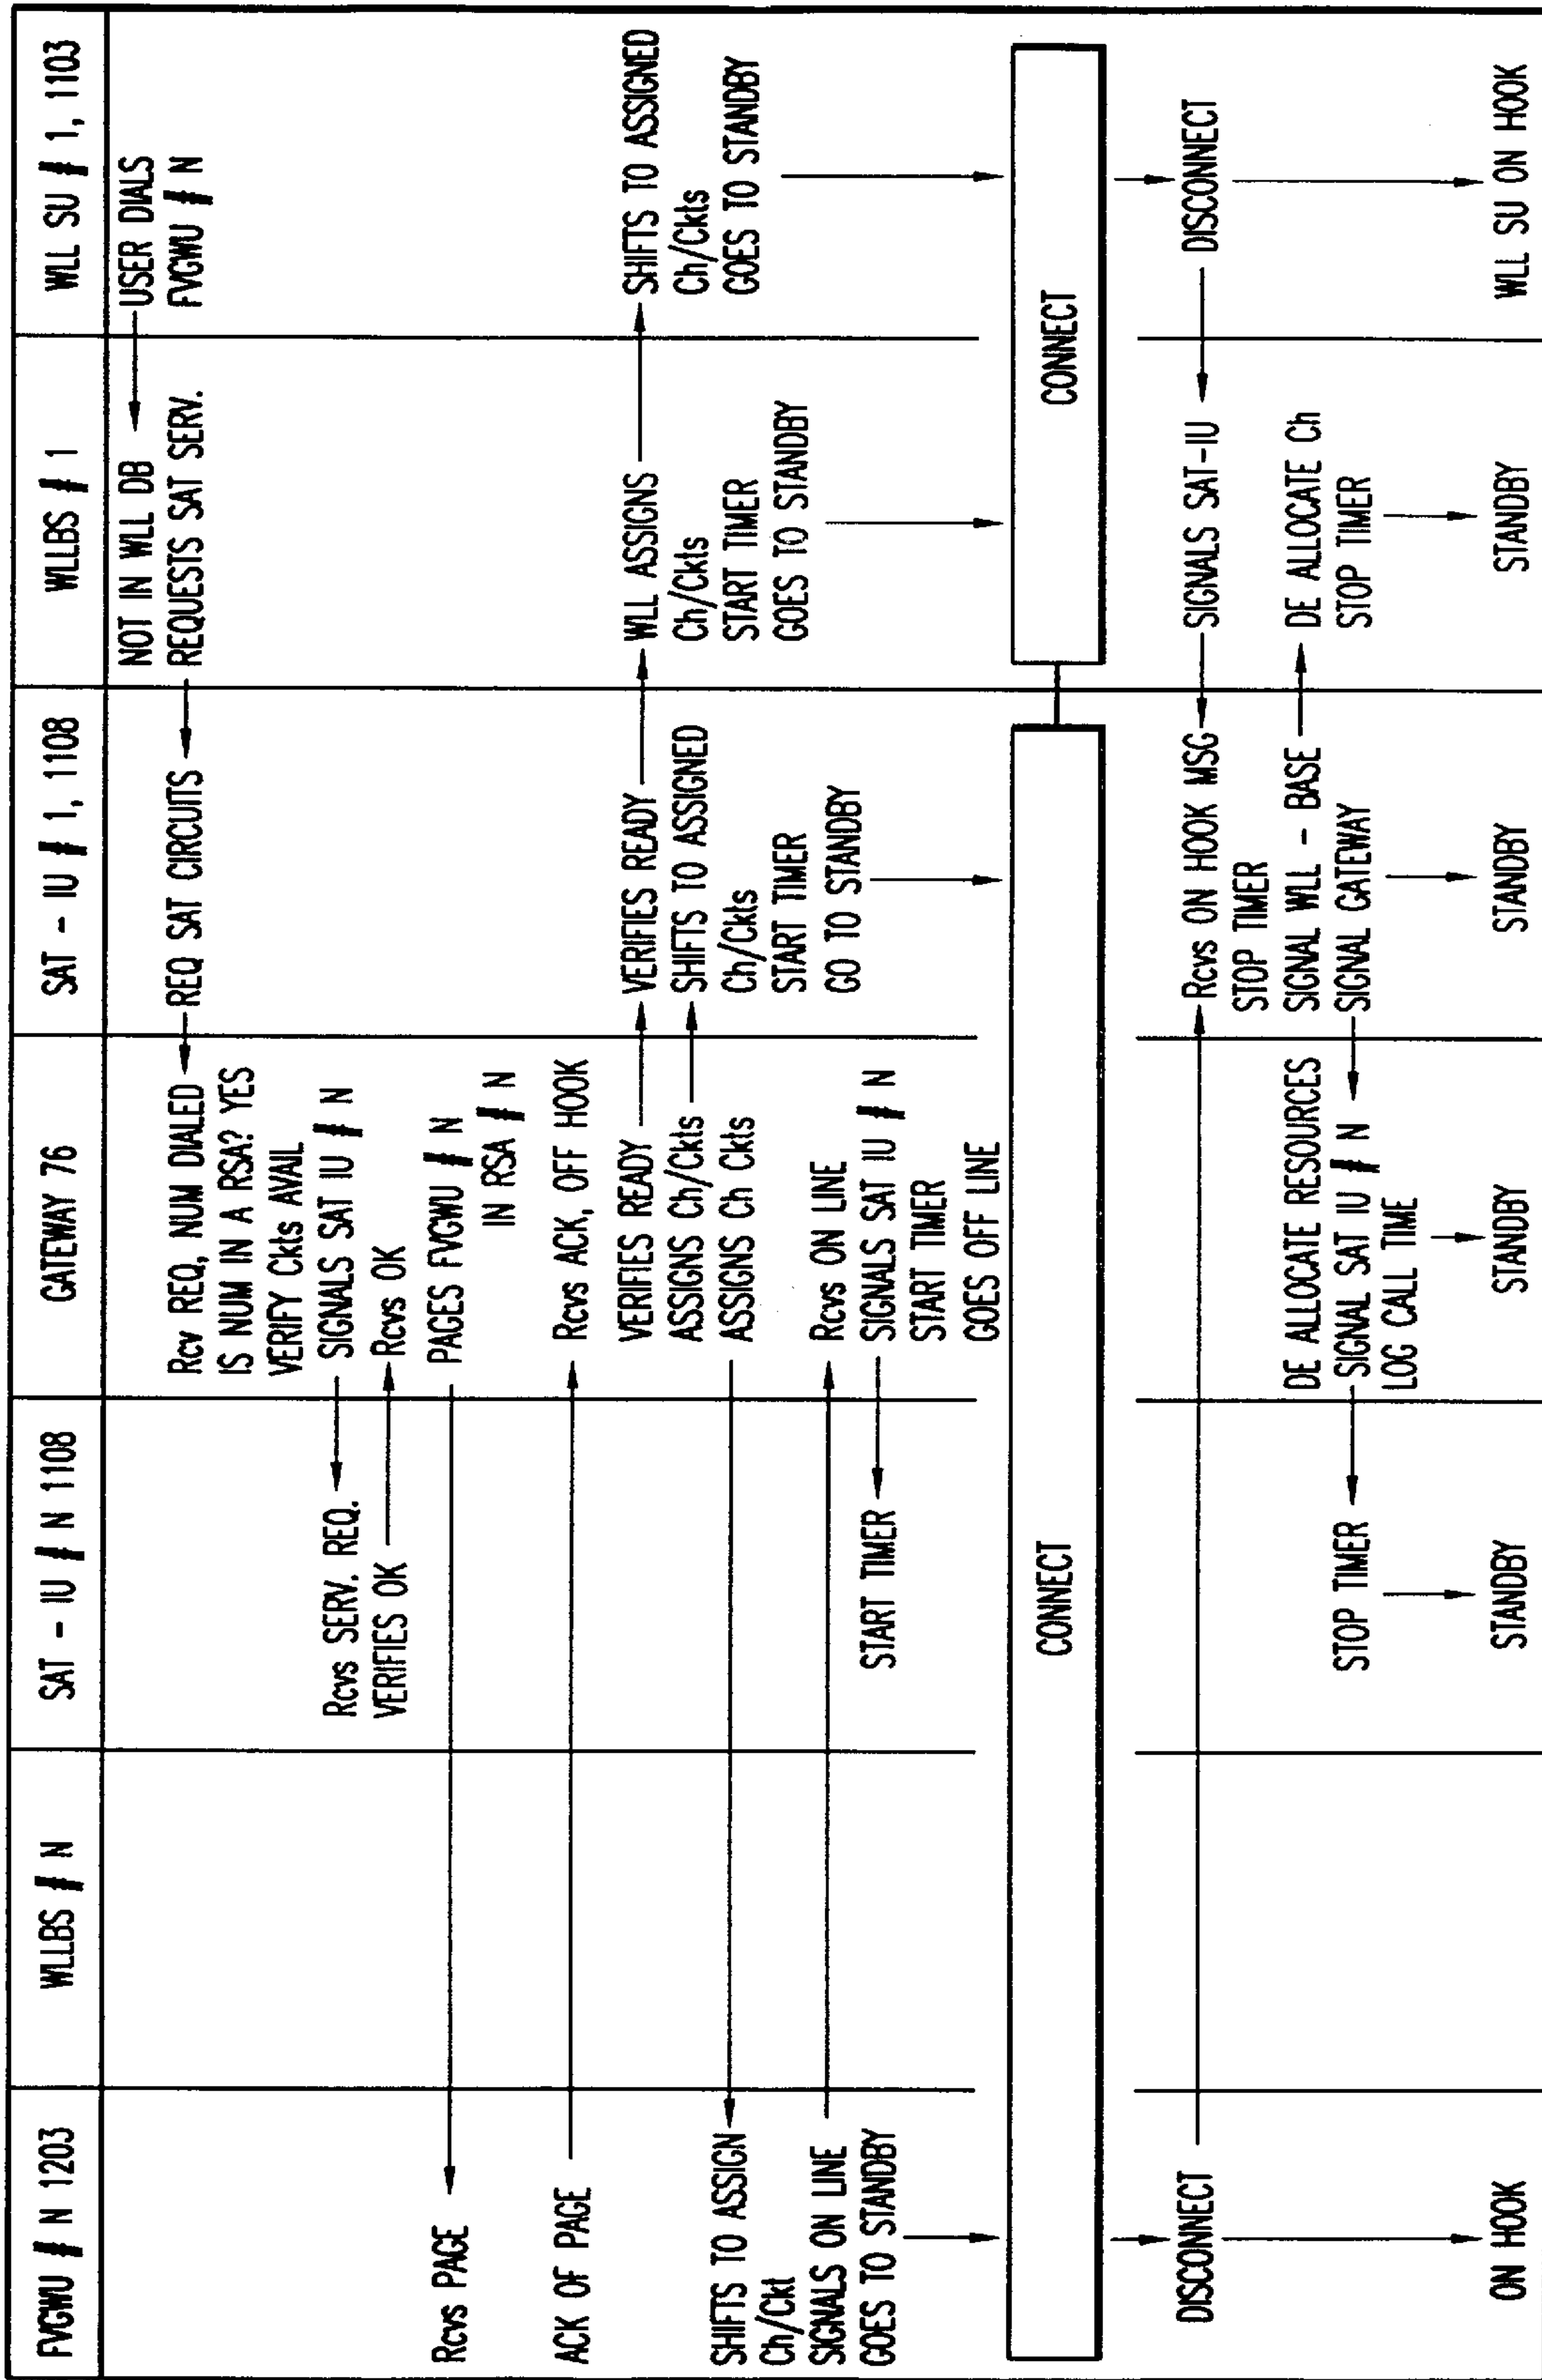 FVGWU # N 1203
WLLBS # N
SAT - IU # N 1108
GATEWAY 76
SAT - IU # 1, 1108
WLLBS # 1
WLL SU # 1, 1103
USER DIALS
FVGWU # N
NOT IN WLL DB
REQUESTS SAT SERV.
REQ SAT CIRCUITS
Rcv REQ, NUM DIALED
IS NUM IN A RSA? YES
VERIFY Ckts AVAIL
SIGNALS SAT IU # N
Rcvs SERV. REQ.
VERIFIES OK
Rcvs OK
PAGES FVGWU # N
IN RSA # N
Rcvs PAGE
ACK OF PAGE
Rcvs ACK, OFF HOOK
VERIFIES READY
ASSIGNS Ch/Ckts
ASSIGNS Ch Ckts
VERIFIES READY
SHIFTS TO ASSIGNED
Ch/Ckts
START TIMER
GO TO STANDBY
WLL ASSIGNS
Ch/Ckts
START TIMER
GOES TO STANDBY
SHIFTS TO ASSIGNED
Ch/Ckts
GOES TO STANDBY
SHIFTS TO ASSIGN
Ch/Ckt
SIGNALS ON LINE
GOES TO STANDBY
Rcvs ON LINE
SIGNALS SAT IU # N
START TIMER
GOES OFF LINE
START TIMER
CONNECT
CONNECT
DISCONNECT
DISCONNECT
SIGNALS SAT-IU
Rcvs ON HOOK MSG
STOP TIMER
SIGNAL WLL - BASE
SIGNAL GATEWAY
DE ALLOCATE Ch
STOP TIMER
DE ALLOCATE RESOURCES
SIGNAL SAT IU # N
LOG CALL TIME
STOP TIMER
ON HOOK
STANDBY
STANDBY
STANDBY
STANDBY
WLL SU ON HOOK